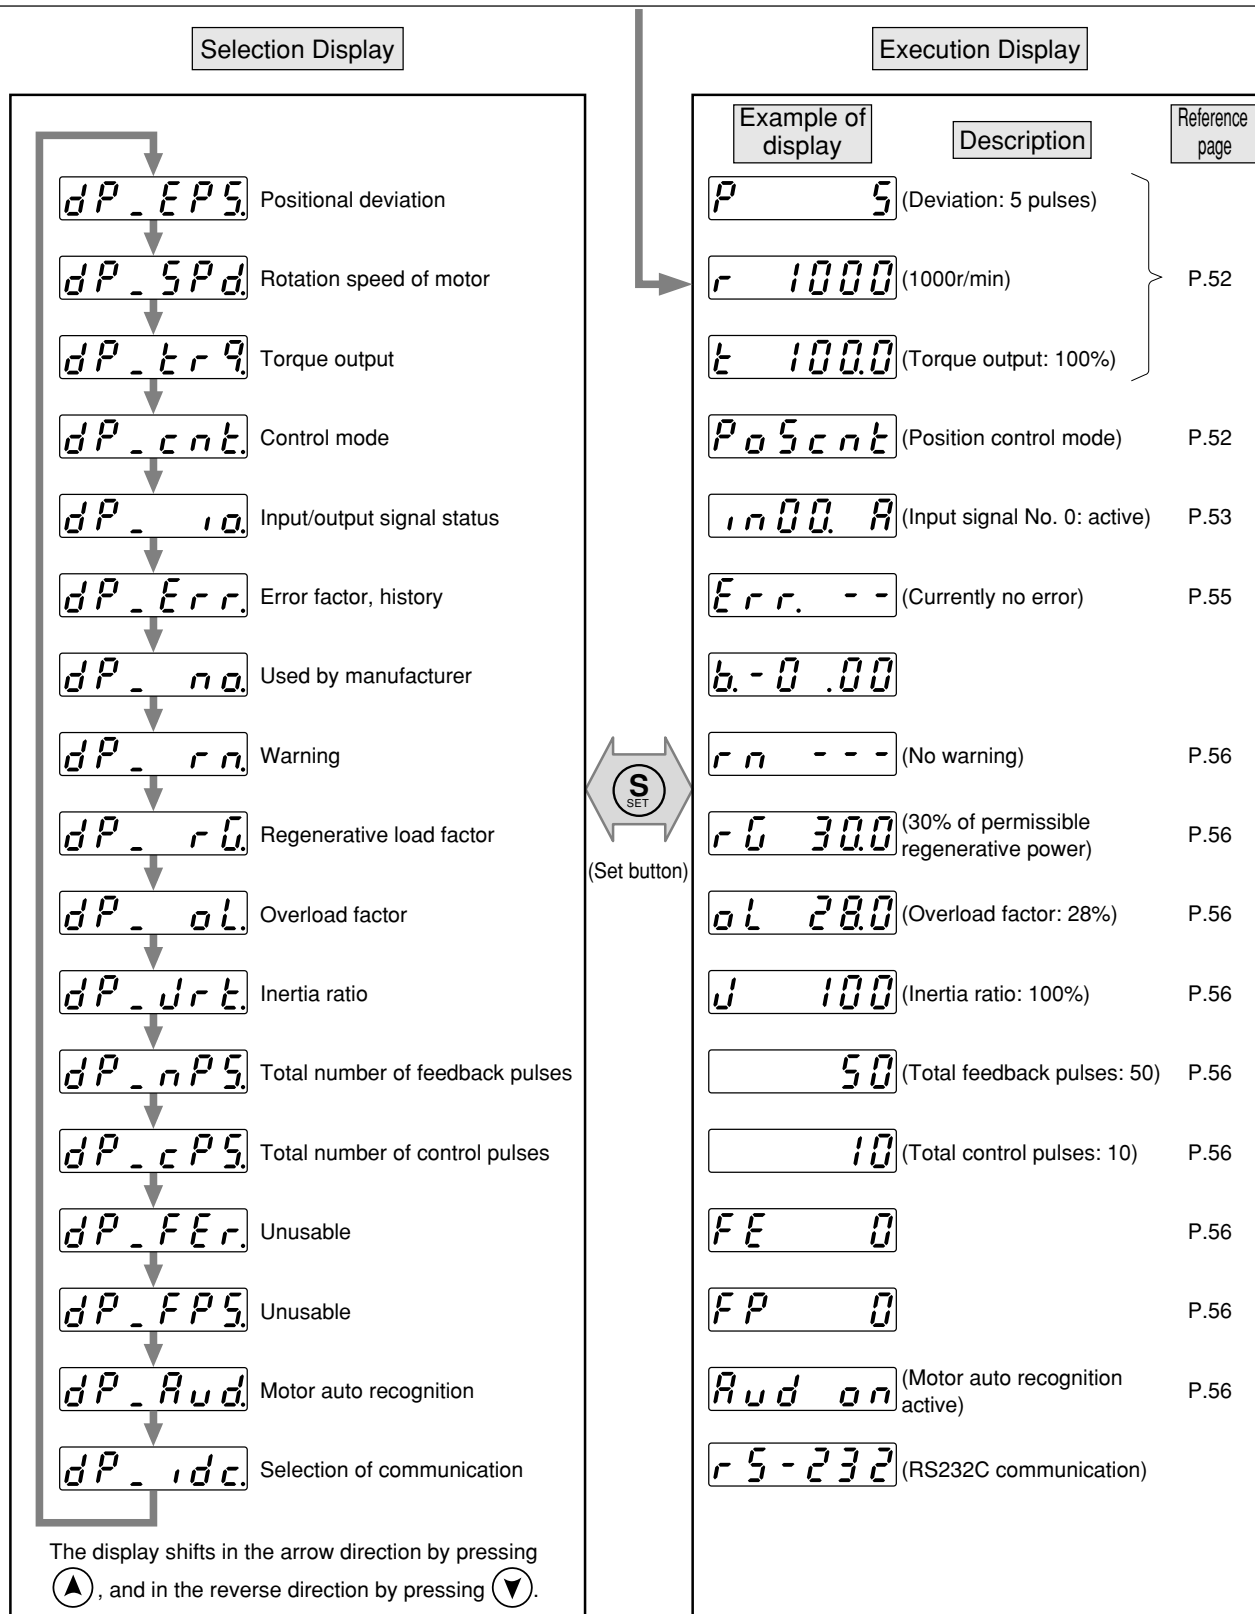 Selection Display
Execution Display
Example of display
Description
Reference page
dP_EPS. Positional deviation
P 5 (Deviation: 5 pulses)
dP_SPd. Rotation speed of motor
r 1000 (1000r/min) P.52
dP_trq. Torque output
t 100.0 (Torque output: 100%)
dP_cnt. Control mode
PoScnt (Position control mode) P.52
dP_ io. Input/output signal status
in00. A (Input signal No. 0: active) P.53
dP_Err. Error factor, history
Err. -- (Currently no error) P.55
dP_ no. Used by manufacturer
b.-0 .00
dP_ rn. Warning
rn --- (No warning) P.56
dP_ rG. Regenerative load factor
rG 30.0 (30% of permissible regenerative power) P.56
dP_ oL. Overload factor
oL 28.0 (Overload factor: 28%) P.56
dP_Jrt. Inertia ratio
J 100 (Inertia ratio: 100%) P.56
dP_nPS. Total number of feedback pulses
50 (Total feedback pulses: 50) P.56
dP_cPS. Total number of control pulses
10 (Total control pulses: 10) P.56
dP_FEr. Unusable
FE 0 P.56
dP_FPS. Unusable
FP 0 P.56
dP_Aud. Motor auto recognition
Aud on (Motor auto recognition active) P.56
dP_ idc. Selection of communication
rS-232 (RS232C communication)
S
SET
(Set button)
The display shifts in the arrow direction by pressing
, and in the reverse direction by pressing .